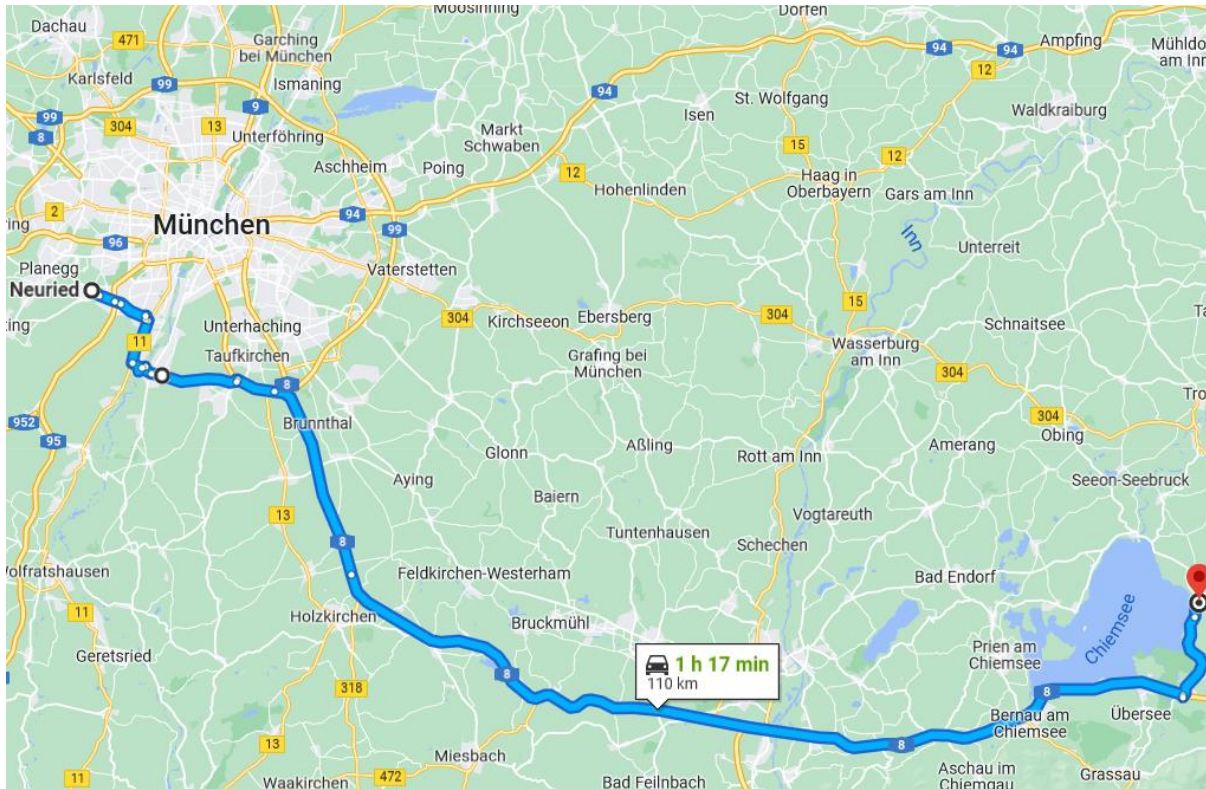 Moosinning
Dorfen
Dachau
471
Garching
bei München
94
94
Ampfing
Mühldo
am Inn
Karlsfeld
99
Ismaning
12
99
9
94
St. Wolfgang
Isen
Waldkraiburg
8
304
13
Unterföhring
Markt
Schwaben
Aschheim
Poing
15
12
12
Haag in
Oberbayern
Hohenlinden
Gars am Inn
2
München
94
99
Inn
96
Unterreit
Planegg
Vaterstetten
Neuried
15
304
Kirchseeon
Ebersberg
304
Schnaitsee
Unterhaching
11
Taufkirchen
Grafing bei
München
Wasserburg
am Inn
304
8
952
Brunnthal
304
95
Obing
Aßling
Amerang
Glonn
Rott am Inn
Aying
Seeon-Seebruck
Baiern
13
Vogtareuth
Tuntenhausen
8
Schechen
Wolfratshausen
Feldkirchen-Westerham
Bad Endorf
11
Holzkirchen
Bruckmühl
Chiemsee
Geretsried
Prien am
Chiemsee
1 h 17 min
110 km
8
318
8
Bernau am
Chiemsee
Übersee
13
8
Miesbach
11
Waakirchen
472
Bad Feilnbach
Aschau im
Chiemgau
Grassau